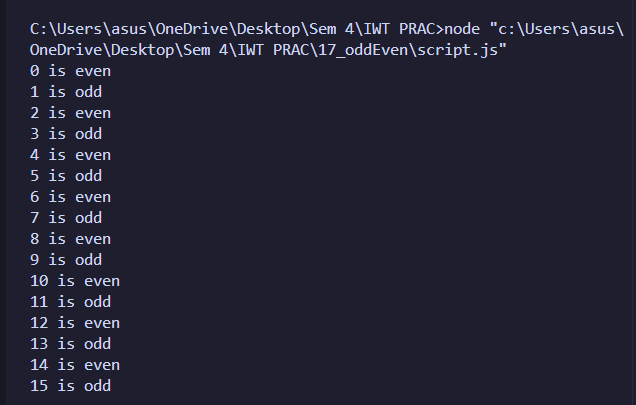 C:\Users\asus\OneDrive\Desktop\Sem 4\IWT PRAC>node "c:\Users\asus\
OneDrive\Desktop\Sem 4\IWT PRAC\17_oddEven\script.js"
0 is even
1 is odd
2 is even
3 is odd
4 is even
5 is odd
6 is even
7 is odd
8 is even
9 is odd
10 is even
11 is odd
12 is even
13 is odd
14 is even
15 is odd